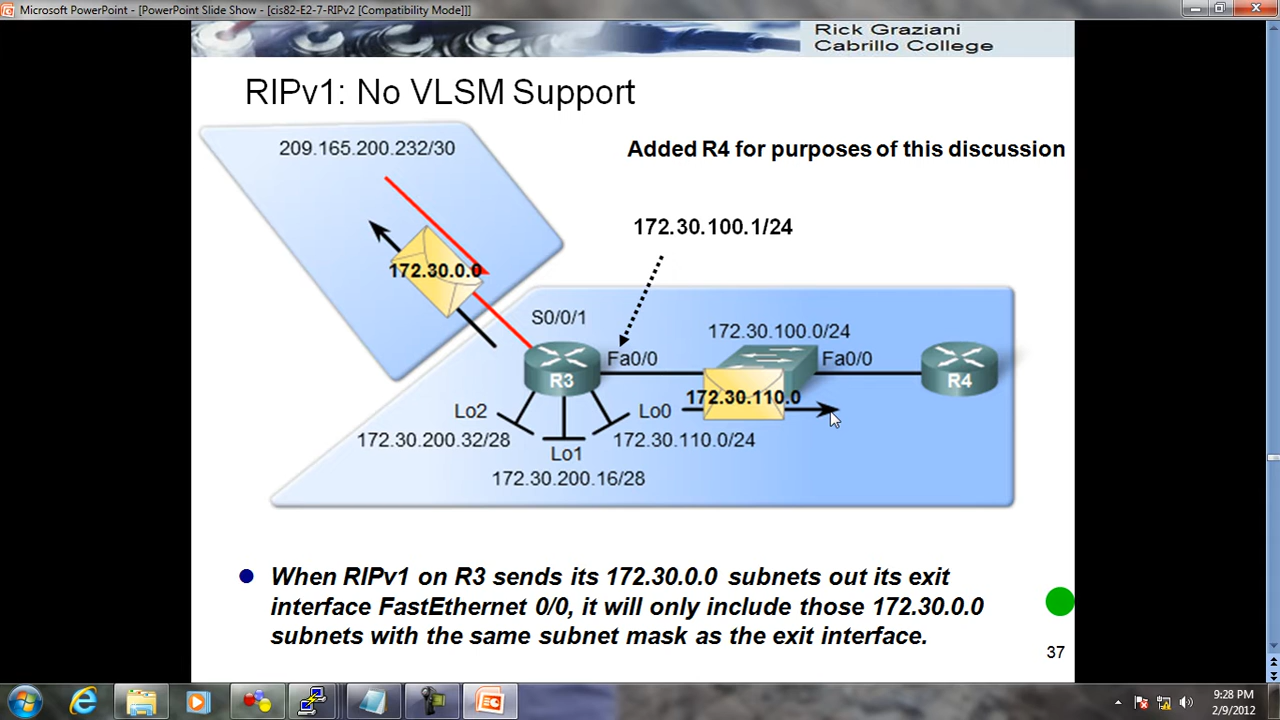 Microsoft PowerPoint - [PowerPoint Slide Show - [cis82-E2-7-RIPv2 [Compatibility Mode]]]
Rick Graziani
Cabrillo College
RIPv1: No VLSM Support
209.165.200.232/30
Added R4 for purposes of this discussion
172.30.100.1/24
172.30.0.0
S0/0/1
172.30.100.0/24
Fa0/0
Fa0/0
R3
R4
172.30.110.0
Lo2
Lo0
172.30.200.32/28
172.30.110.0/24
Lo1
172.30.200.16/28
When RIPv1 on R3 sends its 172.30.0.0 subnets out its exit
interface FastEthernet 0/0, it will only include those 172.30.0.0
subnets with the same subnet mask as the exit interface.
37
9:28 PM
2/9/2012